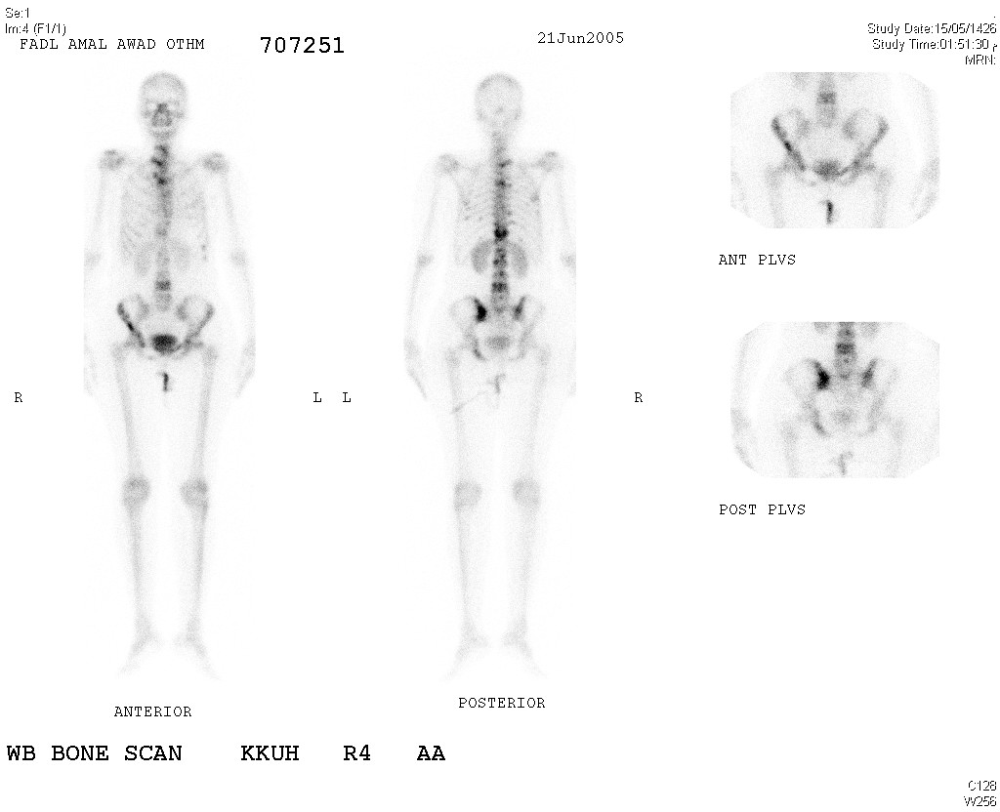 Se:1
Im:4 (F1/1)
FADL AMAL AWAD OTHM 707251 21Jun2005
Study Date:15/05/1426
Study Time:01:51:30
MRN:
ANT PLVS
POST PLVS
R L L R
ANTERIOR POSTERIOR
WB BONE SCAN KKUH R4 AA
C128
W256